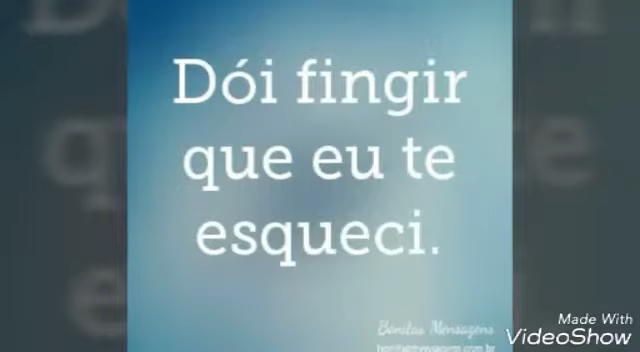 Dói fingir
que eu te
esqueci.
Bonitas Mensagens
Made With
VideoShow